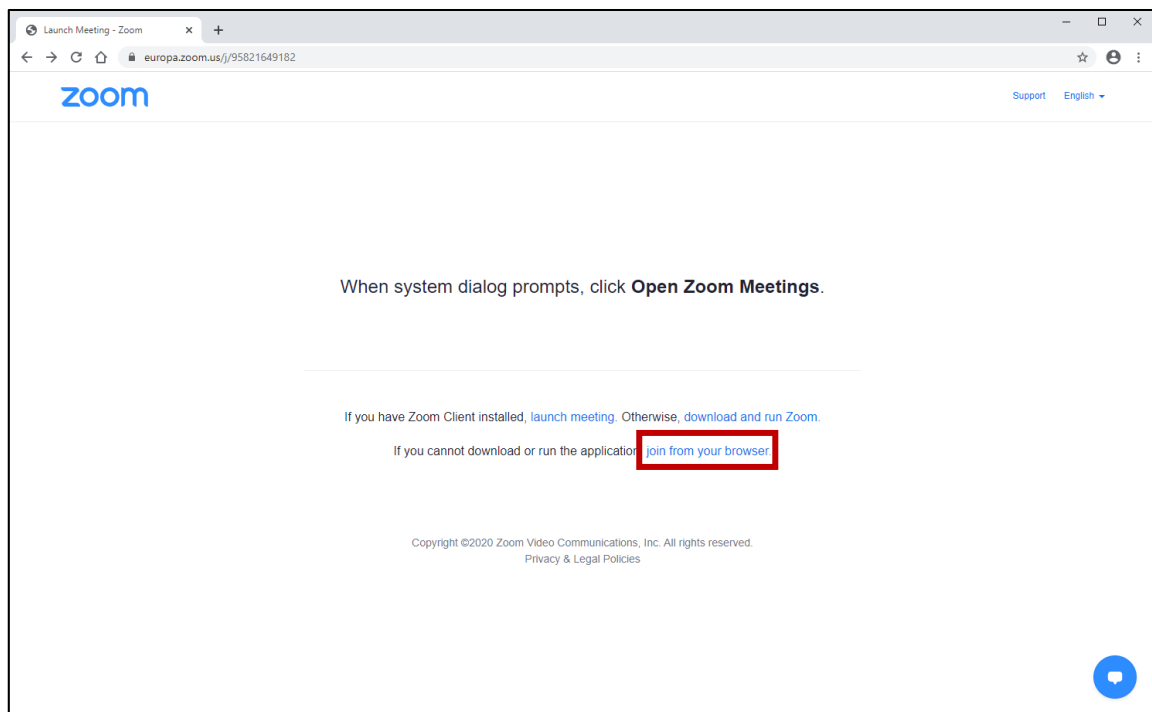 Launch Meeting - Zoom
europa.zoom.us/j/95821649182
zoom
Support English
When system dialog prompts, click Open Zoom Meetings.
If you have Zoom Client installed, launch meeting. Otherwise, download and run Zoom.
If you cannot download or run the application join from your browser.
Copyright ©2020 Zoom Video Communications, Inc. All rights reserved.
Privacy & Legal Policies